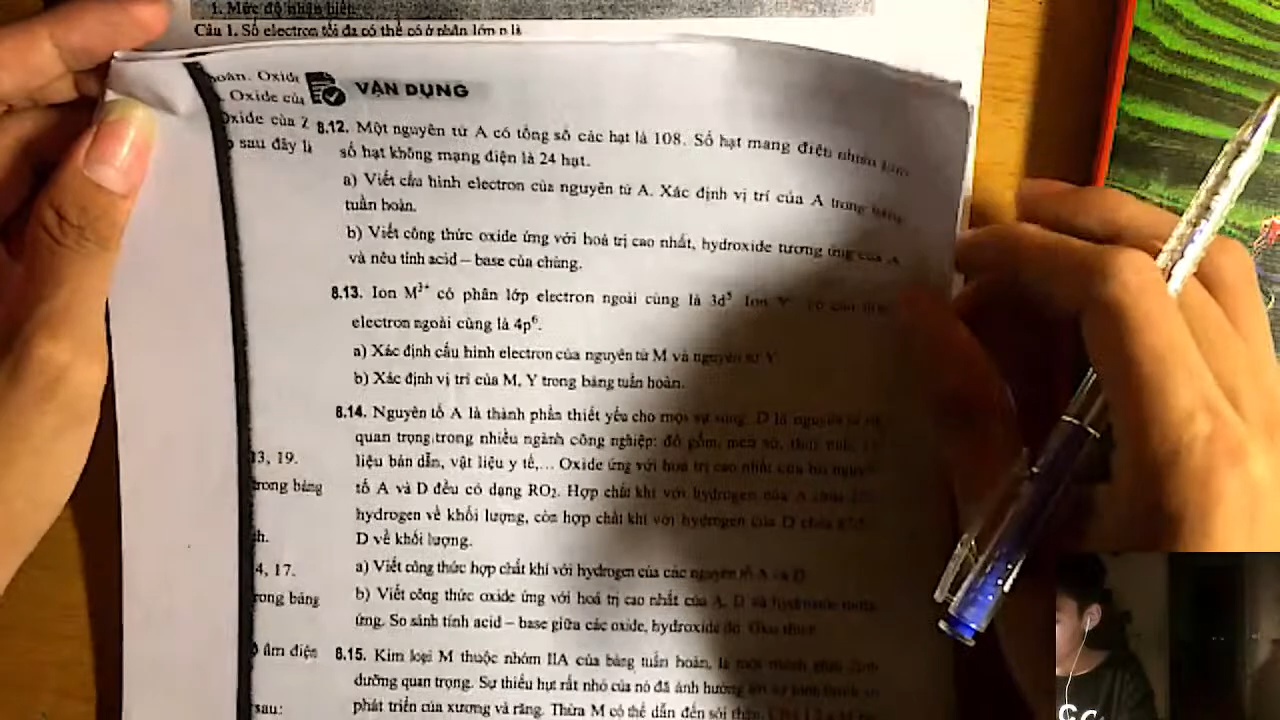 1. Mức độ nhận biết
Câu 1. Số electron tối đa có thể có ở phân lớp p là
hoàn. Oxide
. Oxide của
Oxide của Z
sau đây là
VẬN DỤNG
8.12. Một nguyên tử A có tổng số các hạt là 108. Số hạt mang điện nhiều hơn
số hạt không mang điện là 24 hạt.
a) Viết cấu hình electron của nguyên tử A. Xác định vị trí của A trong bảng
tuần hoàn.
b) Viết công thức oxide ứng với hoá trị cao nhất, hydroxide tương ứng của A
và nêu tính acid – base của chúng.
8.13. Ion M³⁺ có phân lớp electron ngoài cùng là 3d⁵ Ion
electron ngoài cùng là 4p⁶.
a) Xác định cấu hình electron của nguyên tử M và nguyên tử Y
b) Xác định vị trí của M, Y trong bảng tuần hoàn.
8.14. Nguyên tố A là thành phần thiết yếu cho mọi sự sống. D là nguyên tố
quan trọng trong nhiều ngành công nghiệp: đồ gốm, men sứ, thuỷ tinh,
liệu bán dẫn, vật liệu y tế,... Oxide ứng với hoá trị cao nhất của hai nguyên
tố A và D đều có dạng RO₂. Hợp chất khí với hydrogen của A chứa
hydrogen về khối lượng, còn hợp chất khí với hydrogen của D chứa
D về khối lượng.
a) Viết công thức hợp chất khí với hydrogen của các nguyên tố A và D
b) Viết công thức oxide ứng với hoá trị cao nhất của A, D và hydroxide tương
ứng. So sánh tính acid – base giữa các oxide, hydroxide đó. Giải thích
8.15. Kim loại M thuộc nhóm IIA của bảng tuần hoàn, là một
dưỡng quan trọng. Sự thiếu hụt rất nhỏ của nó đã ảnh hưởng
phát triển của xương và răng. Thừa M có thể dẫn đến sỏi thận.
13, 19.
trong bảng
h.
4, 17.
rong bảng
âm điện
sau: